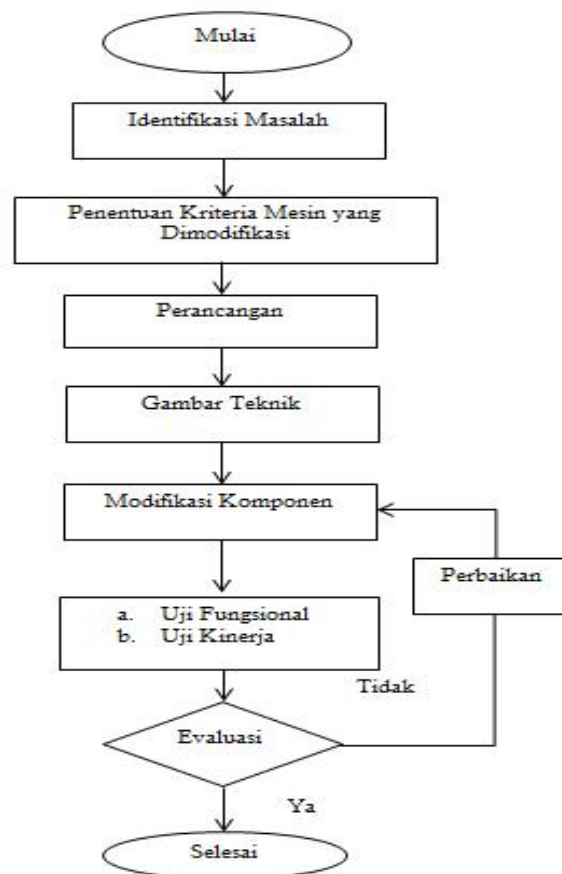 Mulai
Identifikasi Masalah
Penentuan Kriteria Mesin yang
Dimodifikasi
Perancangan
Gambar Teknik
Modifikasi Komponen
Perbaikan
a. Uji Fungsional
b. Uji Kinerja
Tidak
Evaluasi
Ya
Selesai